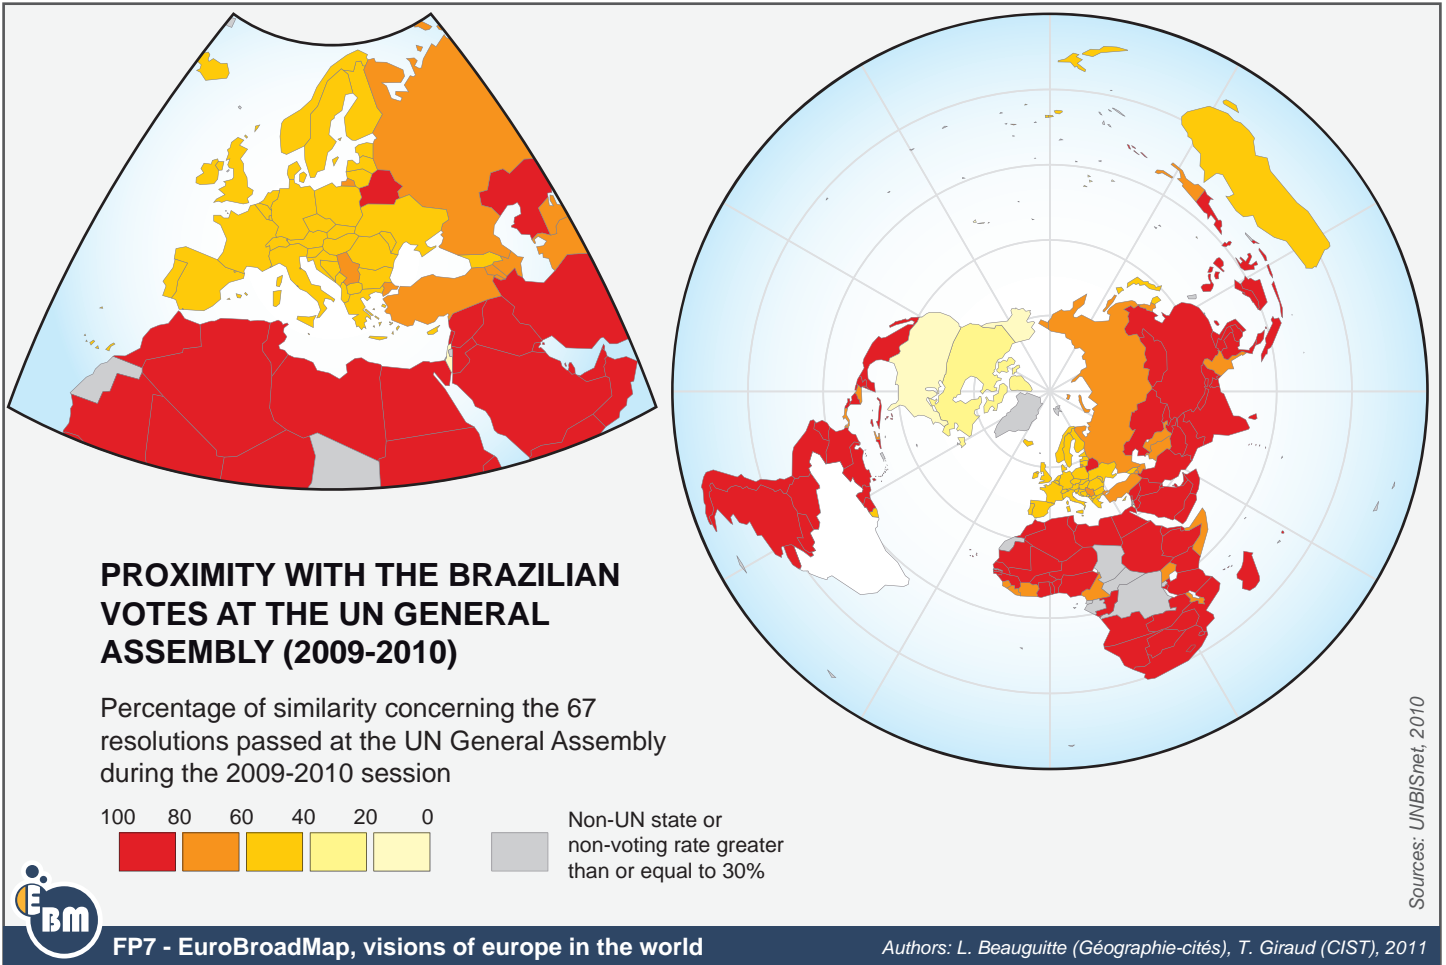 PROXIMITY WITH THE BRAZILIAN
VOTES AT THE UN GENERAL
ASSEMBLY (2009-2010)
Percentage of similarity concerning the 67
resolutions passed at the UN General Assembly
during the 2009-2010 session
100 80 60 40 20 0
Non-UN state or
non-voting rate greater
than or equal to 30%
Sources: UNBISnet, 2010
EBM
FP7 - EuroBroadMap, visions of europe in the world
Authors: L. Beauguitte (Géographie-cités), T. Giraud (CIST), 2011